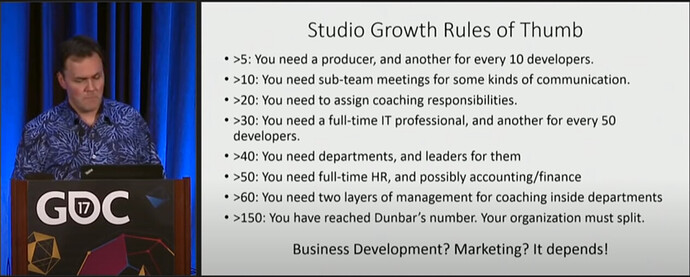 Studio Growth Rules of Thumb
• >5: You need a producer, and another for every 10 developers.
• >10: You need sub-team meetings for some kinds of communication.
• >20: You need to assign coaching responsibilities.
• >30: You need a full-time IT professional, and another for every 50
developers.
• >40: You need departments, and leaders for them
• >50: You need full-time HR, and possibly accounting/finance
• >60: You need two layers of management for coaching inside departments
• >150: You have reached Dunbar's number. Your organization must split.
Business Development? Marketing? It depends!
GDC
17